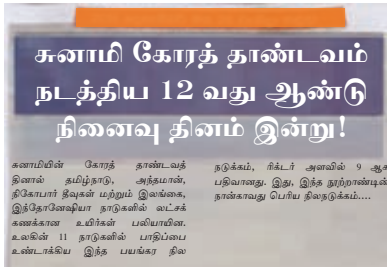 சுனாமி கோரத் தாண்டவம்
நடத்திய 12 வது ஆண்டு
நினைவு தினம் இன்று!
சுனாமியின் கோரத் தாண்டவத்
தினால் தமிழ்நாடு, அந்தமான்,
நிகோபார் தீவுகள் மற்றும் இலங்கை,
இந்தோனேஷியா நாடுகளில் லட்சக்
கணக்கான உயிர்கள் பலியாயின.
உலகின் 11 நாடுகளில் பாதிப்பை
உண்டாக்கிய இந்த பயங்கர நில
நடுக்கம், ரிக்டர் அளவில் 9 ஆக
பதிவானது. இது, இந்த நூற்றாண்டின்
நான்காவது பெரிய நிலநடுக்கம்....